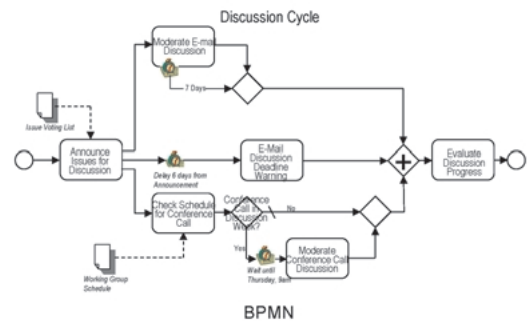 Discussion Cycle
Moderate E-mail
Discussion
7 Days
Issue Voting List
Announce
Issues for
Discussion
Delay 6 days from
Announcement
E-Mail
Discussion
Deadline
Warning
Evaluate
Discussion
Progress
Check Schedule
for Conference
Call
Conference
Call in
Discussion
Week?
No
Yes
Wait until
Thursday, 9am
Moderate
Conference Call
Discussion
Working Group
Schedule
BPMN